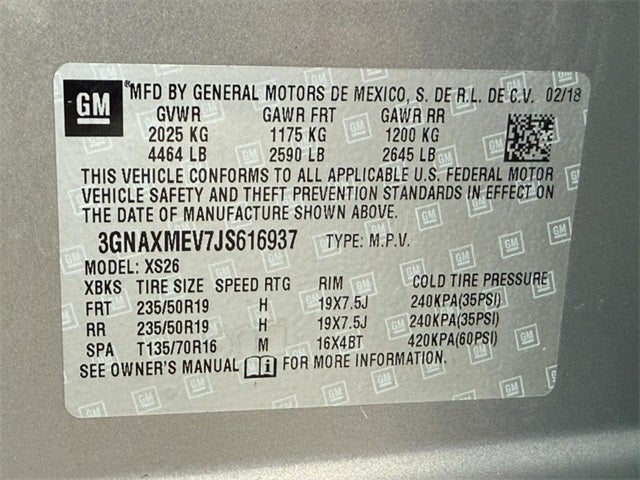 GM
MFD BY GENERAL MOTORS DE MEXICO, S. DE R.L. DE C.V. 02/18
GVWR GAWR FRT GAWR RR
2025 KG 1175 KG 1200 KG
4464 LB 2590 LB 2645 LB
THIS VEHICLE CONFORMS TO ALL APPLICABLE U.S. FEDERAL MOTOR
VEHICLE SAFETY AND THEFT PREVENTION STANDARDS IN EFFECT ON
THE DATE OF MANUFACTURE SHOWN ABOVE.
3GNAXMEV7JS616937 TYPE: M.P.V.
MODEL: XS26
XBKS TIRE SIZE SPEED RTG RIM COLD TIRE PRESSURE
FRT 235/50R19 H 19X7.5J 240KPA(35PSI)
RR 235/50R19 H 19X7.5J 240KPA(35PSI)
SPA T135/70R16 M 16X4BT 420KPA(60PSI)
SEE OWNER'S MANUAL FOR MORE INFORMATION.